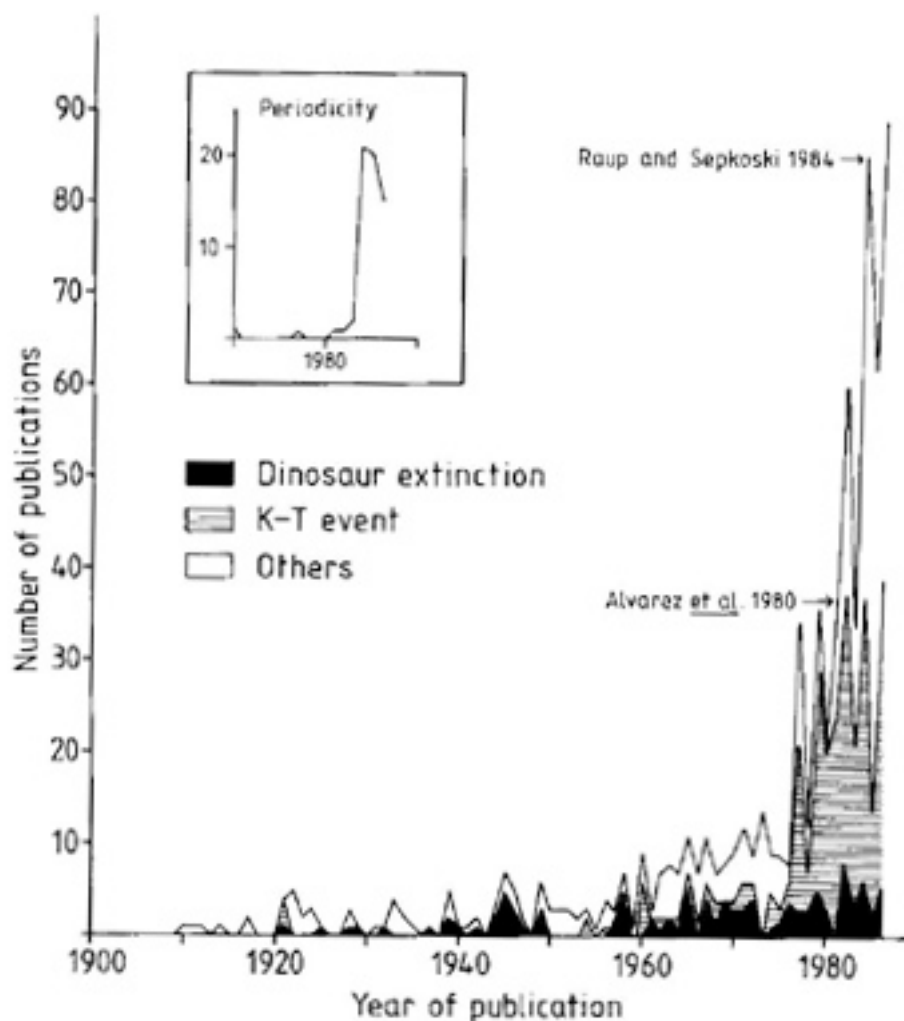 Periodicity
20
10
1980
90
80
70
60
50
40
30
20
10
Number of publications
Raup and Sepkoski 1984→
Dinosaur extinction
K-T event
Others
Alvarez et al. 1980→
1900
1920
1940
1960
1980
Year of publication